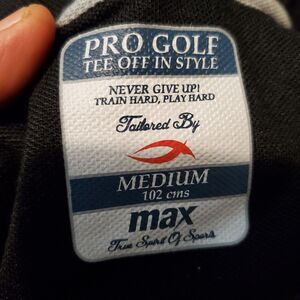 PRO GOLF
TEE OFF IN STYLE
NEVER GIVE UP!
TRAIN HARD, PLAY HARD
Tailored By
MEDIUM
102 cms
max
True Spirit Of Sports